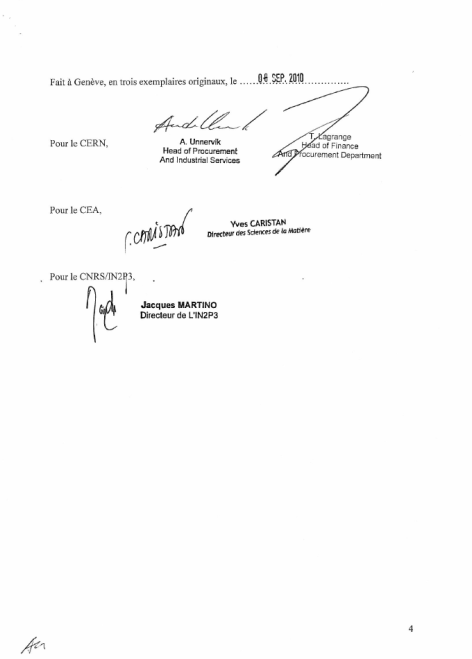 Fait à Genève, en trois exemplaires originaux, le ......06 SEP. 2010..............
Pour le CERN,
A. Unnervik
Head of Procurement
And Industrial Services
T. Lagrange
Head of Finance
And Procurement Department
Pour le CEA,
Y. CARISTAN
Yves CARISTAN
Directeur des Sciences de la Matière
Pour le CNRS/IN2P3,
Jacques MARTINO
Directeur de L'IN2P3
4